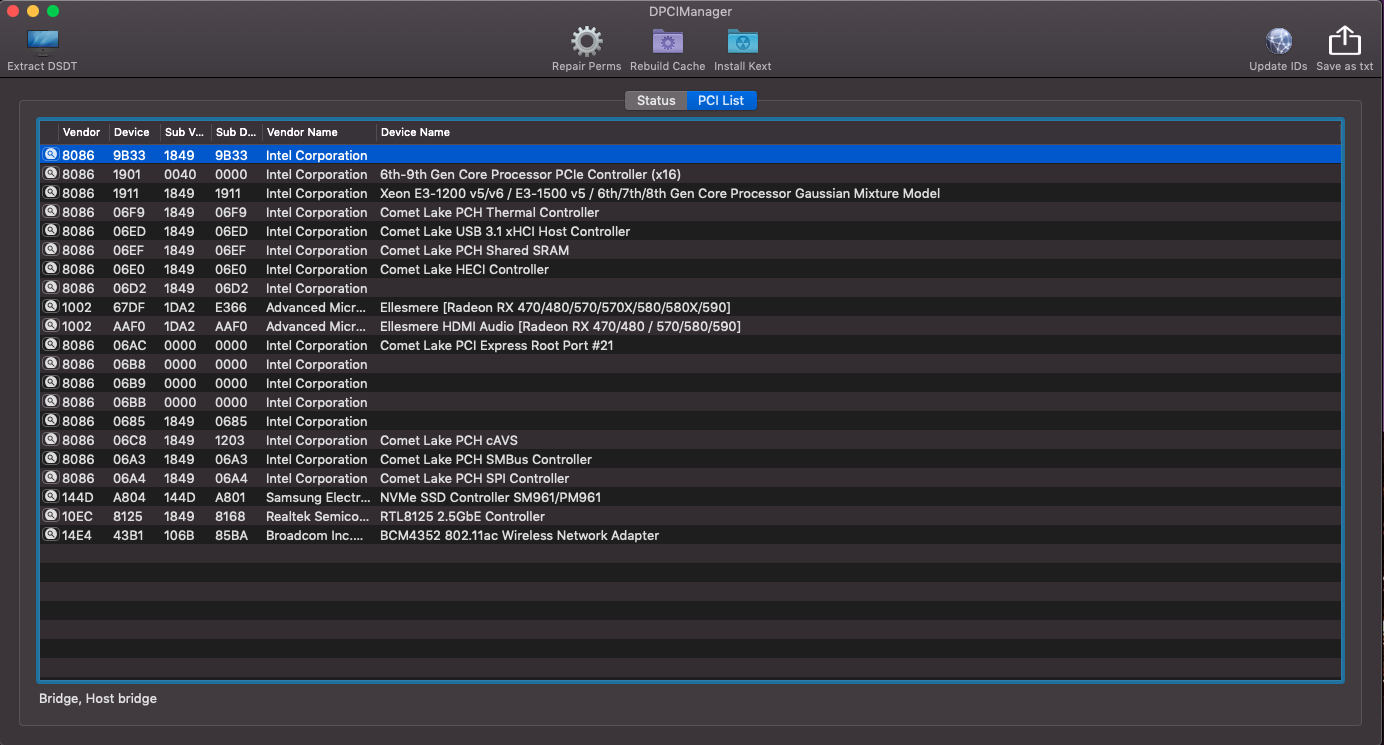 DPCIManager
Extract DSDT
Repair Perms Rebuild Cache Install Kext
Update IDs Save as txt
Status PCI List
Vendor Device Sub V... Sub D... Vendor Name Device Name
8086 9B33 1849 9B33 Intel Corporation
8086 1901 0040 0000 Intel Corporation 6th-9th Gen Core Processor PCIe Controller (x16)
8086 1911 1849 1911 Intel Corporation Xeon E3-1200 v5/v6 / E3-1500 v5 / 6th/7th/8th Gen Core Processor Gaussian Mixture Model
8086 06F9 1849 06F9 Intel Corporation Comet Lake PCH Thermal Controller
8086 06ED 1849 06ED Intel Corporation Comet Lake USB 3.1 xHCI Host Controller
8086 06EF 1849 06EF Intel Corporation Comet Lake PCH Shared SRAM
8086 06E0 1849 06E0 Intel Corporation Comet Lake HECI Controller
8086 06D2 1849 06D2 Intel Corporation
1002 67DF 1DA2 E366 Advanced Micr... Ellesmere [Radeon RX 470/480/570/570X/580/580X/590]
1002 AAF0 1DA2 AAF0 Advanced Micr... Ellesmere HDMI Audio [Radeon RX 470/480 / 570/580/590]
8086 06AC 0000 0000 Intel Corporation Comet Lake PCI Express Root Port #21
8086 06B8 0000 0000 Intel Corporation
8086 06B9 0000 0000 Intel Corporation
8086 06BB 0000 0000 Intel Corporation
8086 0685 1849 0685 Intel Corporation
8086 06C8 1849 1203 Intel Corporation Comet Lake PCH cAVS
8086 06A3 1849 06A3 Intel Corporation Comet Lake PCH SMBus Controller
8086 06A4 1849 06A4 Intel Corporation Comet Lake PCH SPI Controller
144D A804 144D A801 Samsung Electr... NVMe SSD Controller SM961/PM961
10EC 8125 1849 8168 Realtek Semico... RTL8125 2.5GbE Controller
14E4 43B1 106B 85BA Broadcom Inc.... BCM4352 802.11ac Wireless Network Adapter
Bridge, Host bridge